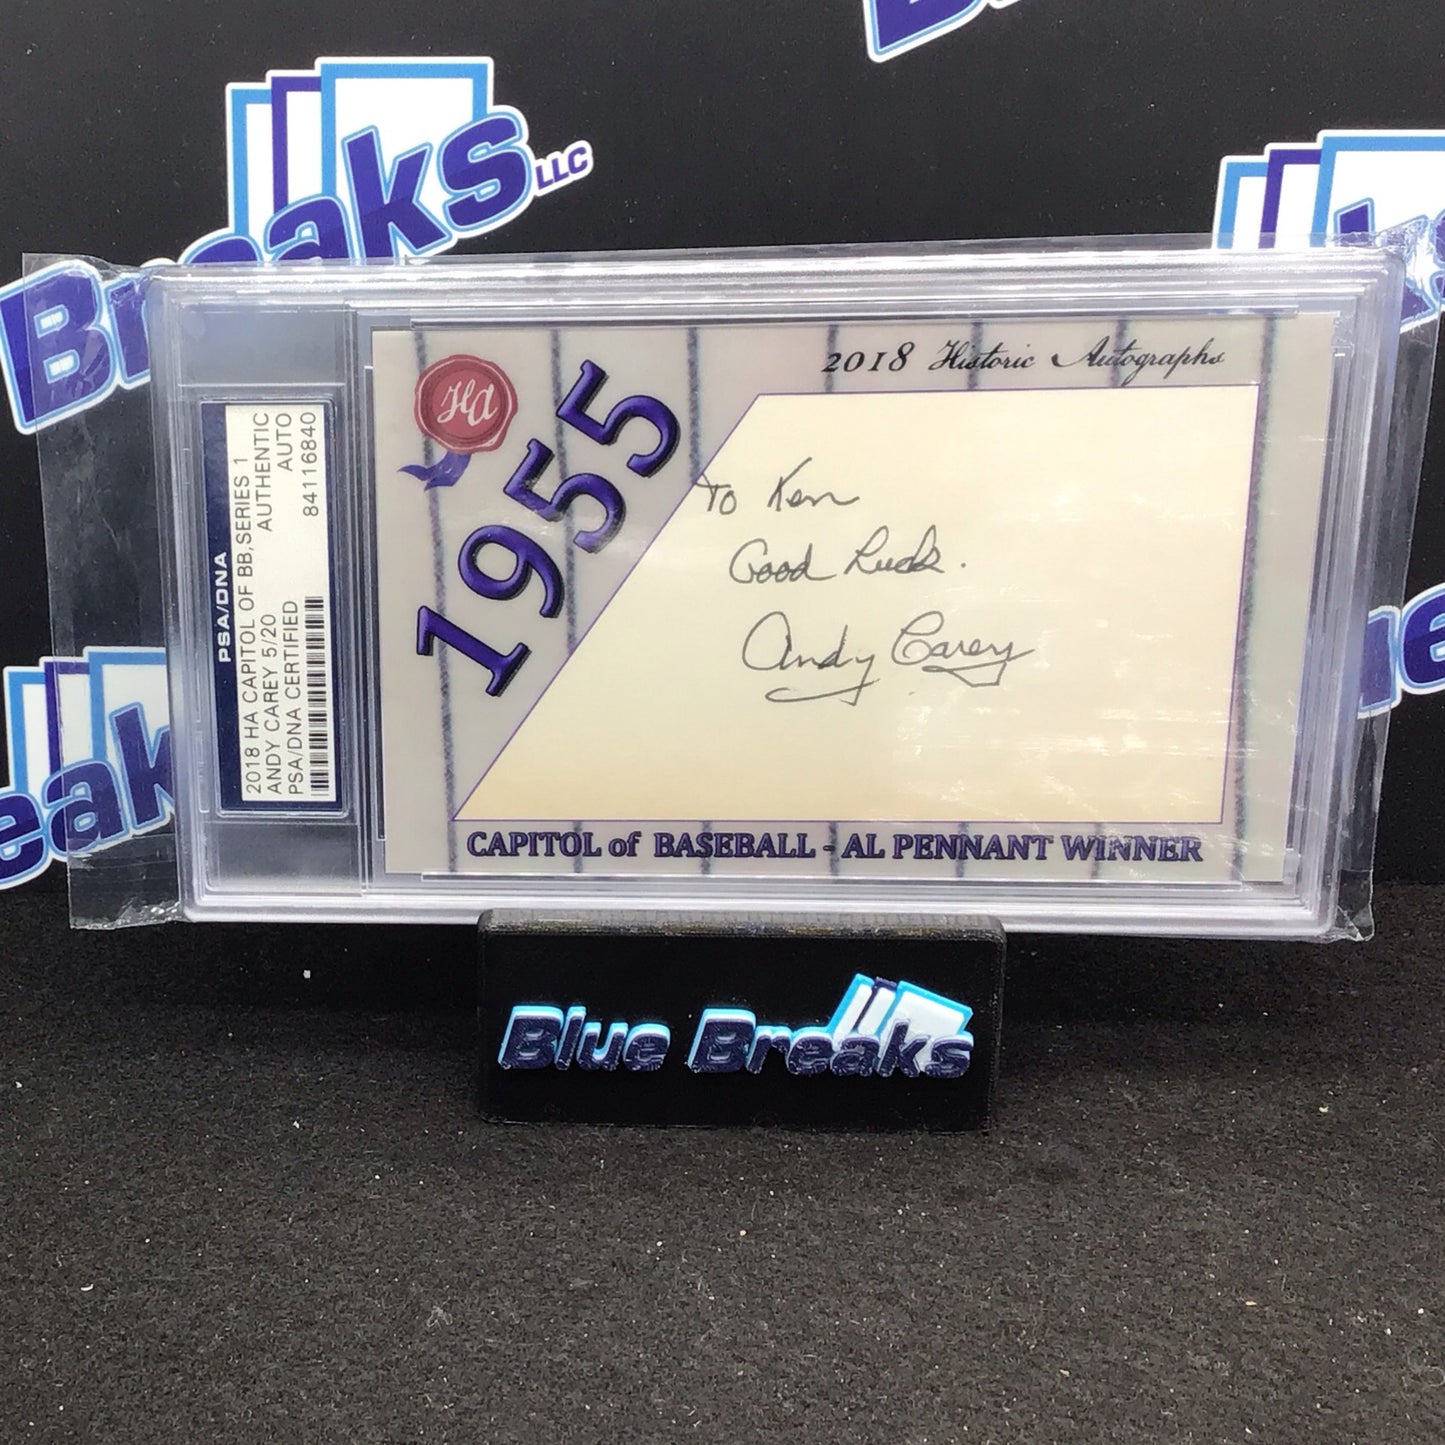 Breaks LLC
PSA/DNA
2018 HA CAPITOL OF BB, SERIES 1
ANDY CAREY 5/20 AUTHENTIC
PSA/DNA CERTIFIED AUTO
84116840
HA
1955
2018 Historic Autographs
To Ken
Good Luck.
Andy Carey
CAPITOL of BASEBALL - AL PENNANT WINNER
Blue Breaks